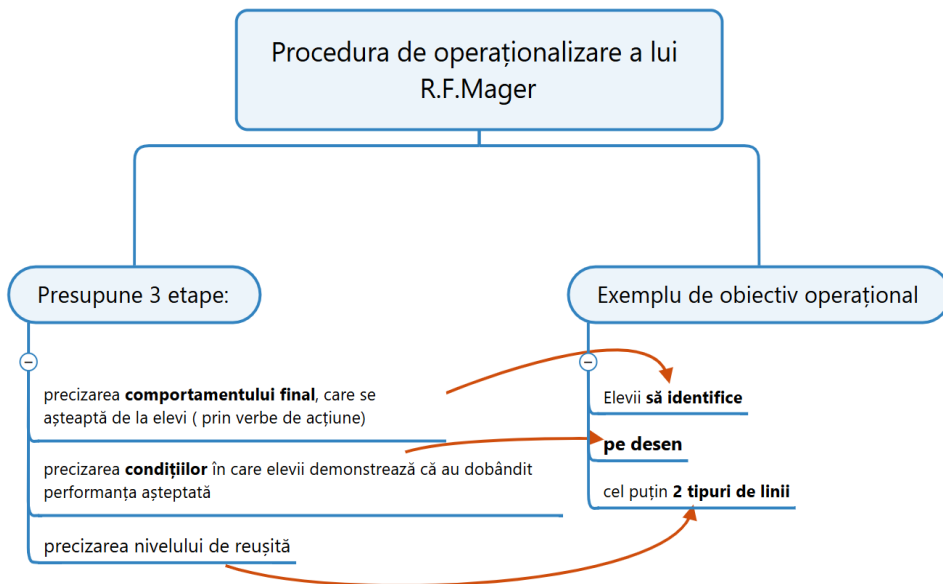 Procedura de operaționalizare a lui
R.F.Mager
Presupune 3 etape:
precizarea comportamentului final, care se
așteaptă de la elevi ( prin verbe de acțiune)
precizarea condițiilor în care elevii demonstrează că au dobândit
performanța așteptată
precizarea nivelului de reușită
Exemplu de obiectiv operațional
Elevii să identifice
pe desen
cel puțin 2 tipuri de linii